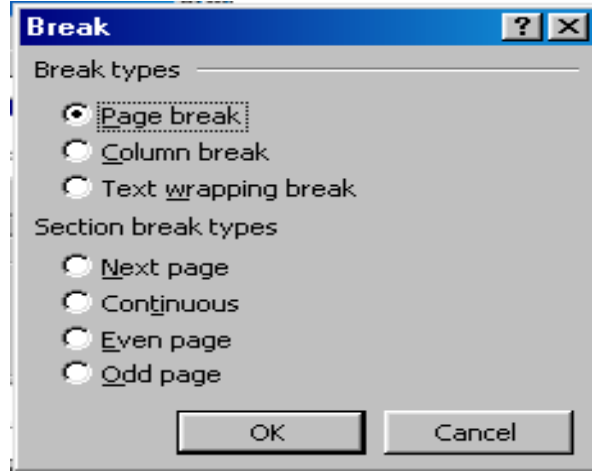 Break
Break types
Page break
Column break
Text wrapping break
Section break types
Next page
Continuous
Even page
Odd page
OK Cancel